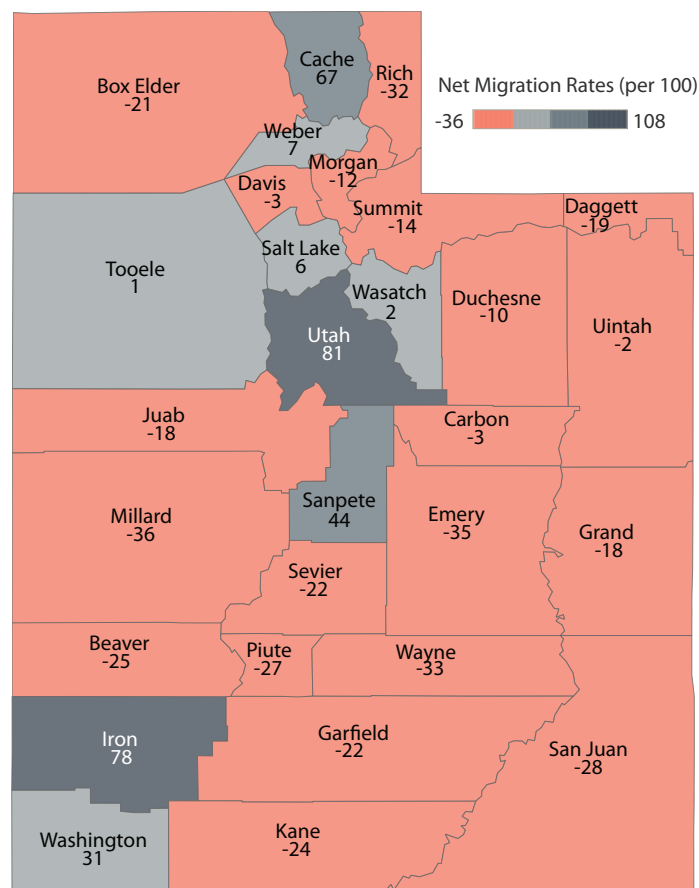 Cache
67
Rich
-32
Box Elder
-21
Net Migration Rates (per 100)
-36
108
Weber
7
Morgan
-12
Davis
-3
Summit
-14
Daggett
-19
Salt Lake
6
Tooele
1
Wasatch
2
Duchesne
-10
Uintah
-2
Utah
81
Juab
-18
Carbon
-3
Sanpete
44
Millard
-36
Emery
-35
Grand
-18
Sevier
-22
Beaver
-25
Piute
-27
Wayne
-33
Iron
78
Garfield
-22
San Juan
-28
Washington
31
Kane
-24